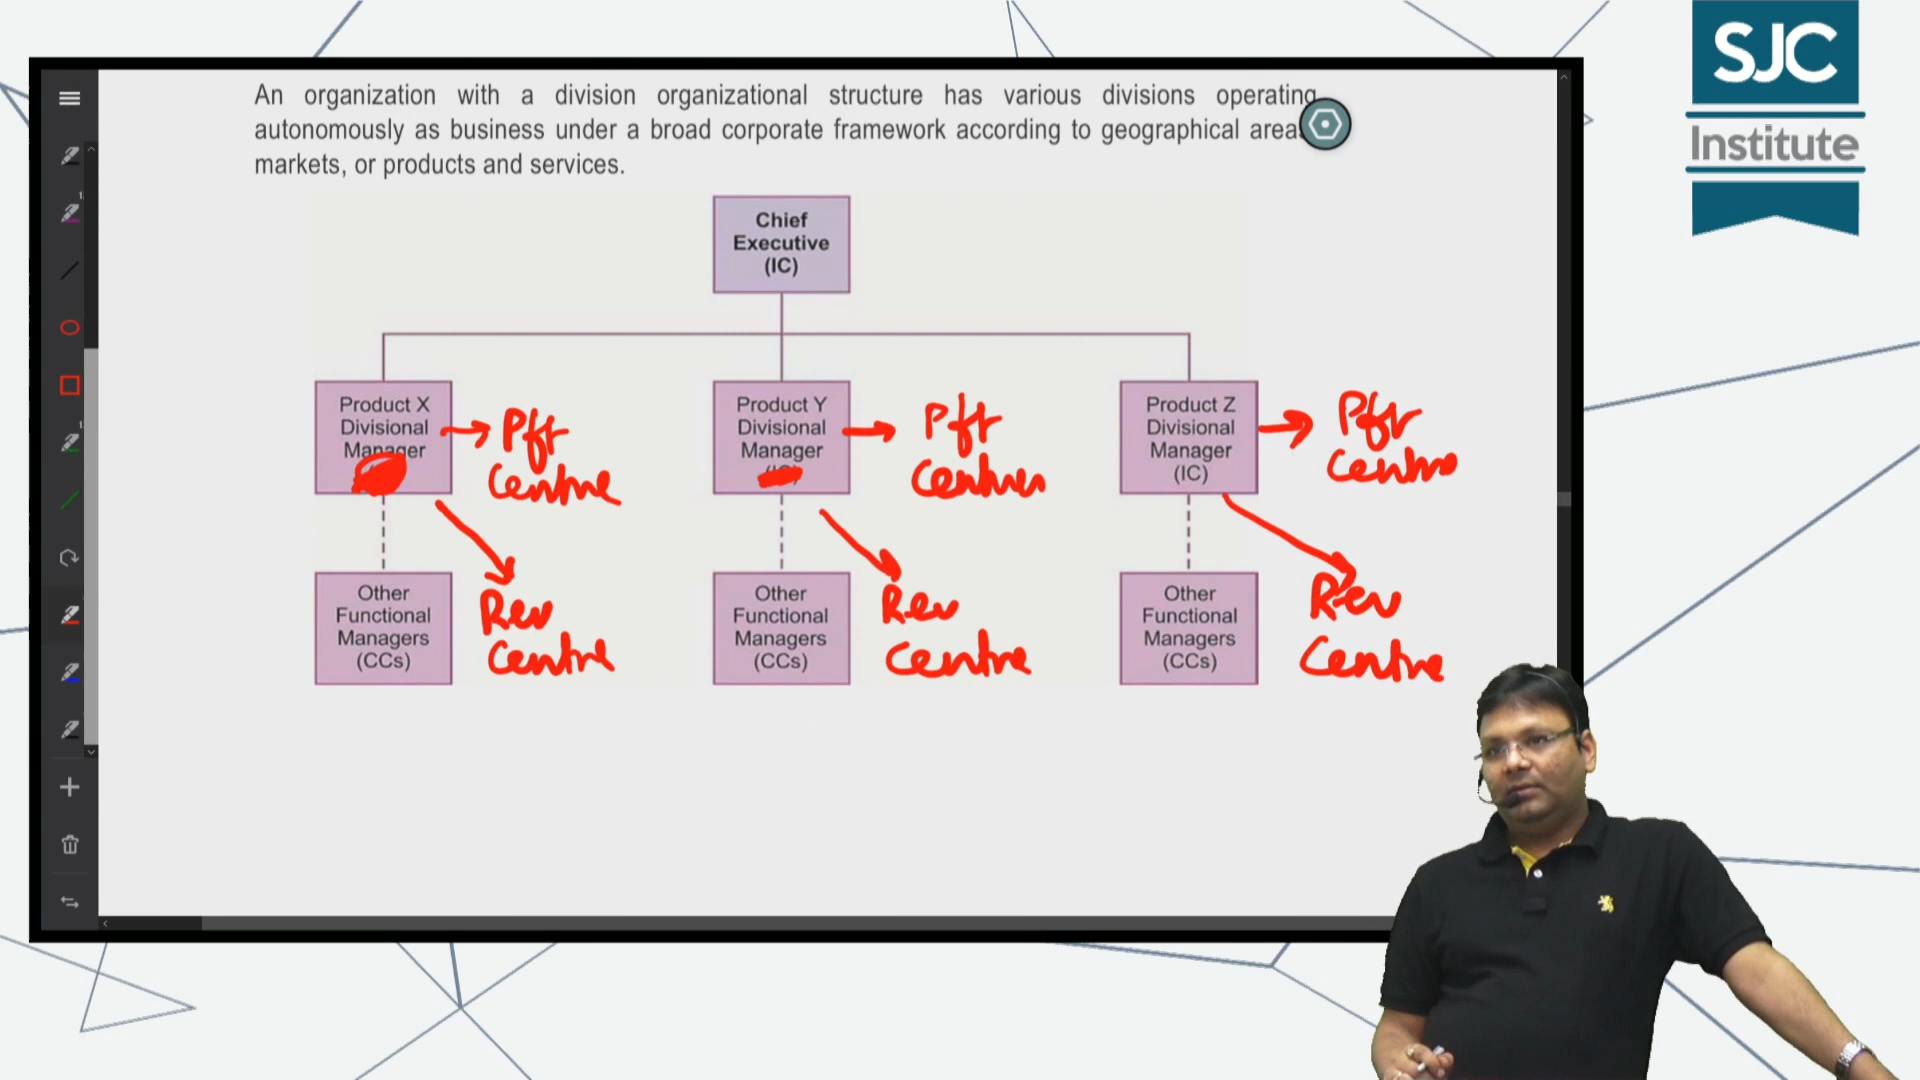 An organization with a division organizational structure has various divisions operating
autonomously as business under a broad corporate framework according to geographical
markets, or products and services.
SJC
Institute
Chief
Executive
(IC)
Product X
Divisional
Manager
Pft
Centre
Product Y
Divisional
Manager
Pft
Centres
Product Z
Divisional
Manager
(IC)
Pft
Centre
Other
Functional
Managers
(CCs)
Rev
Centre
Other
Functional
Managers
(CCs)
Rev
Centre
Other
Functional
Managers
(CCs)
Rev
Centre